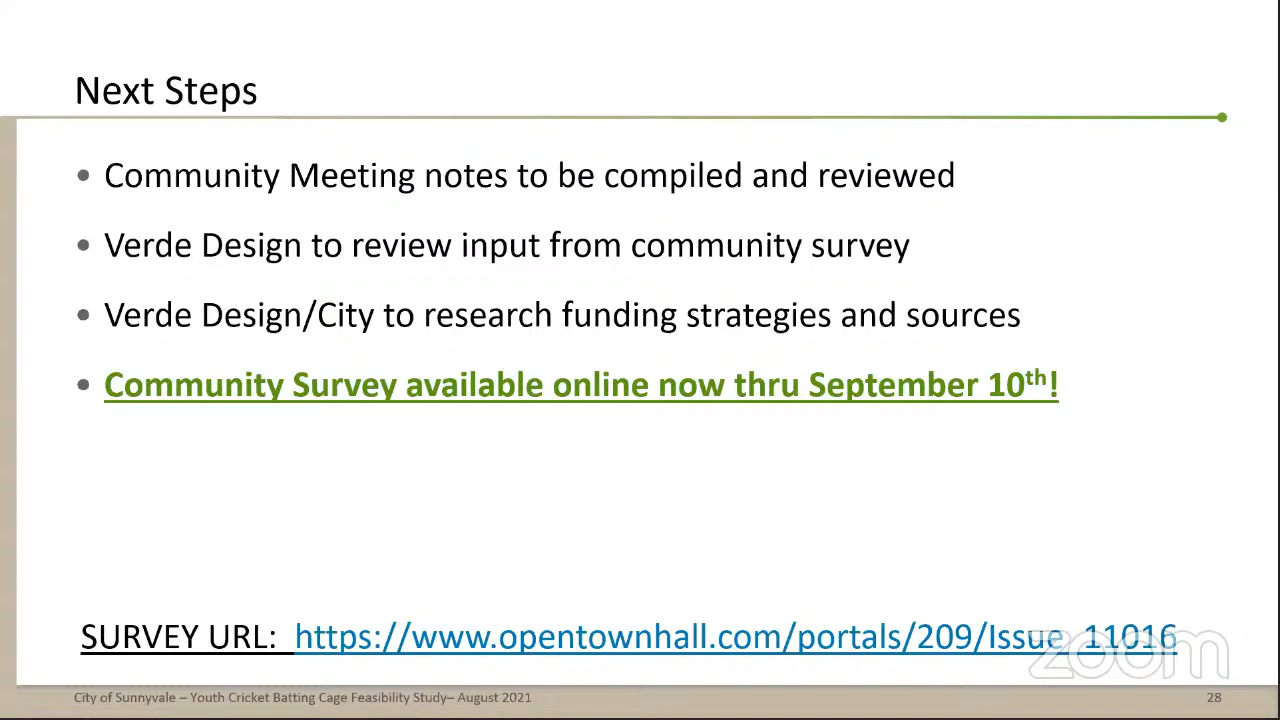 Next Steps
• Community Meeting notes to be compiled and reviewed
• Verde Design to review input from community survey
• Verde Design/City to research funding strategies and sources
• Community Survey available online now thru September 10th!
SURVEY URL: https://www.opentownhall.com/portals/209/Issue_11016
zoom
City of Sunnyvale – Youth Cricket Batting Cage Feasibility Study– August 2021
28